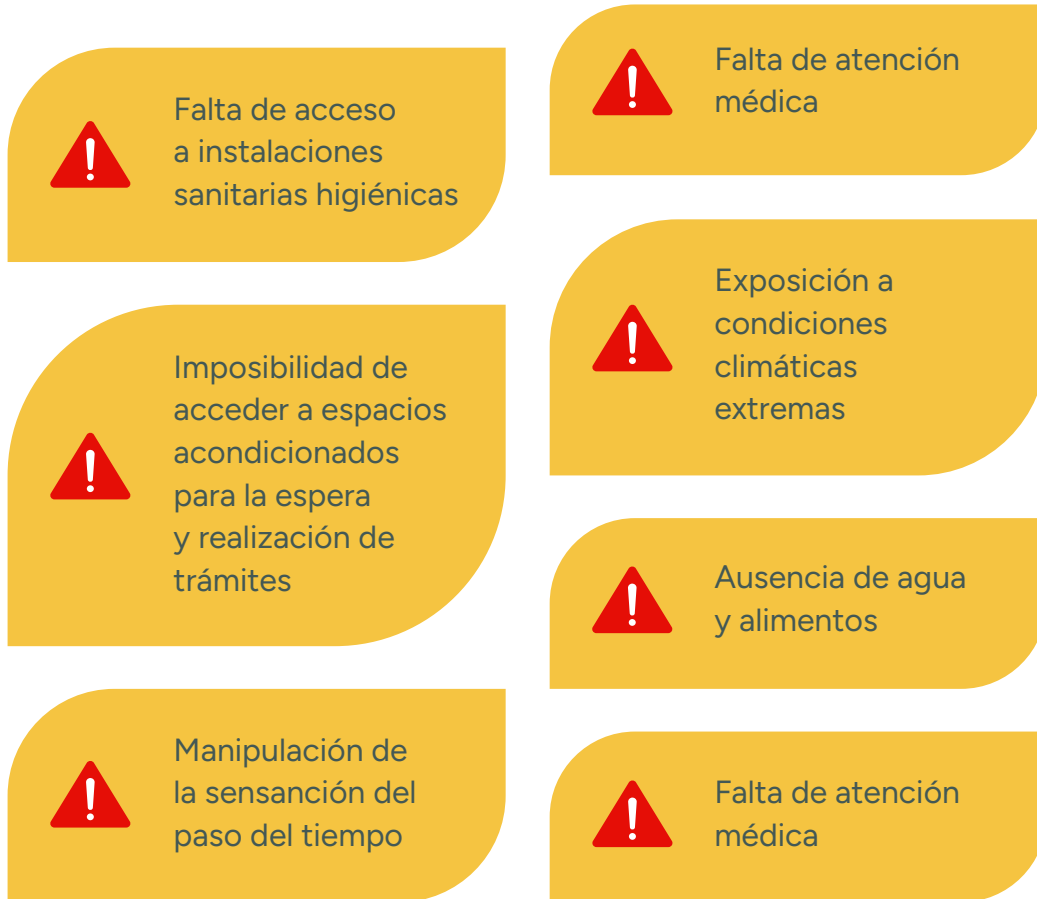 Falta de acceso
a instalaciones
sanitarias higiénicas
Imposibilidad de
acceder a espacios
acondicionados
para la espera
y realización de
trámites
Manipulación de
la sensanción del
paso del tiempo
Falta de atención
médica
Exposición a
condiciones
climáticas
extremas
Ausencia de agua
y alimentos
Falta de atención
médica